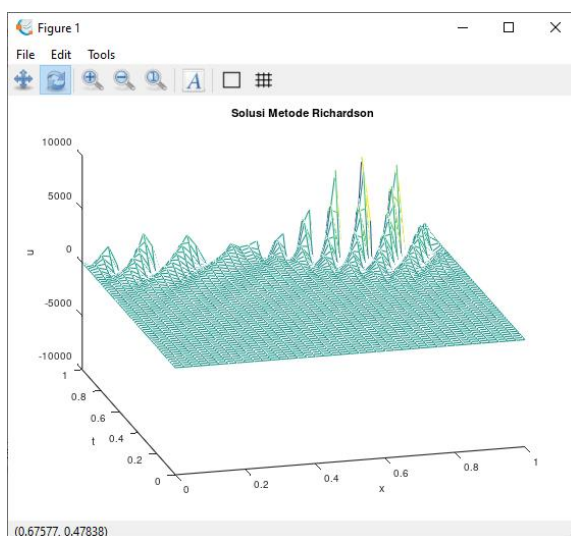 Figure 1
File Edit Tools
A
Solusi Metode Richardson
10000
5000
0
-5000
-10000
u
1
0.8
0.6
0.4
0.2
0
t
0
0.2
0.4
0.6
0.8
1
x
(0.67577, 0.47838)